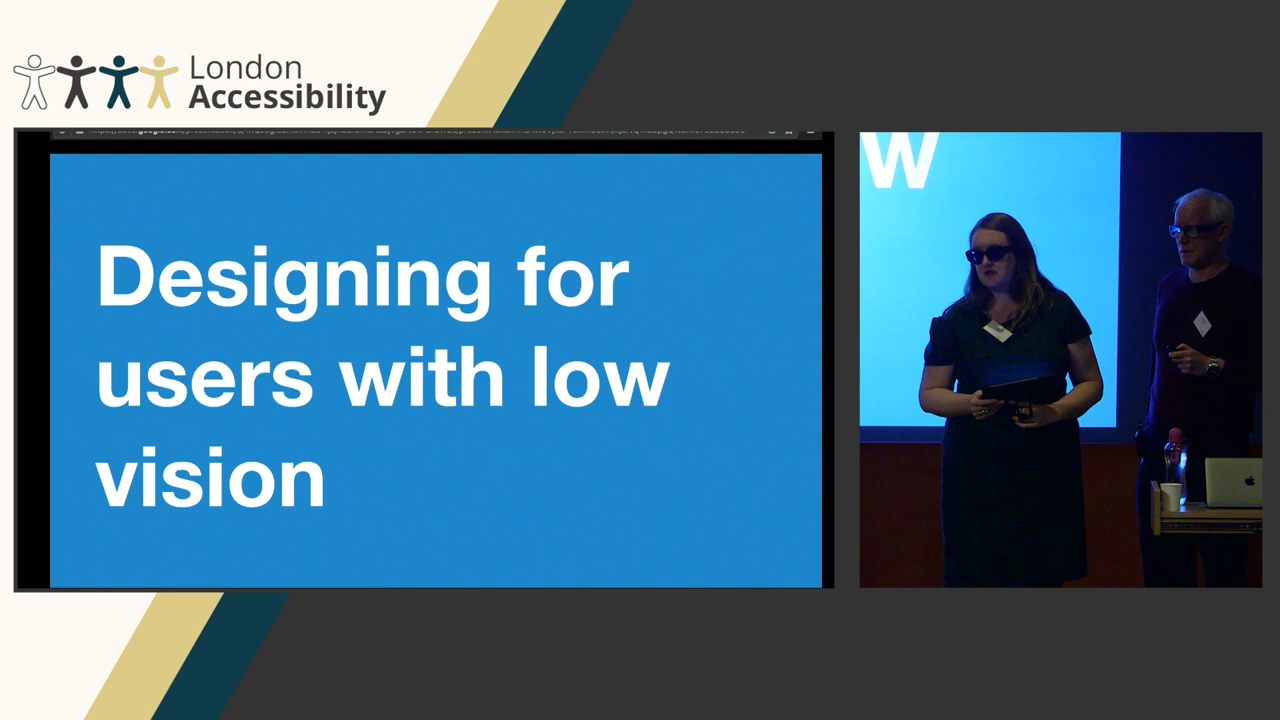 London
Accessibility
Designing for
users with low
vision
W